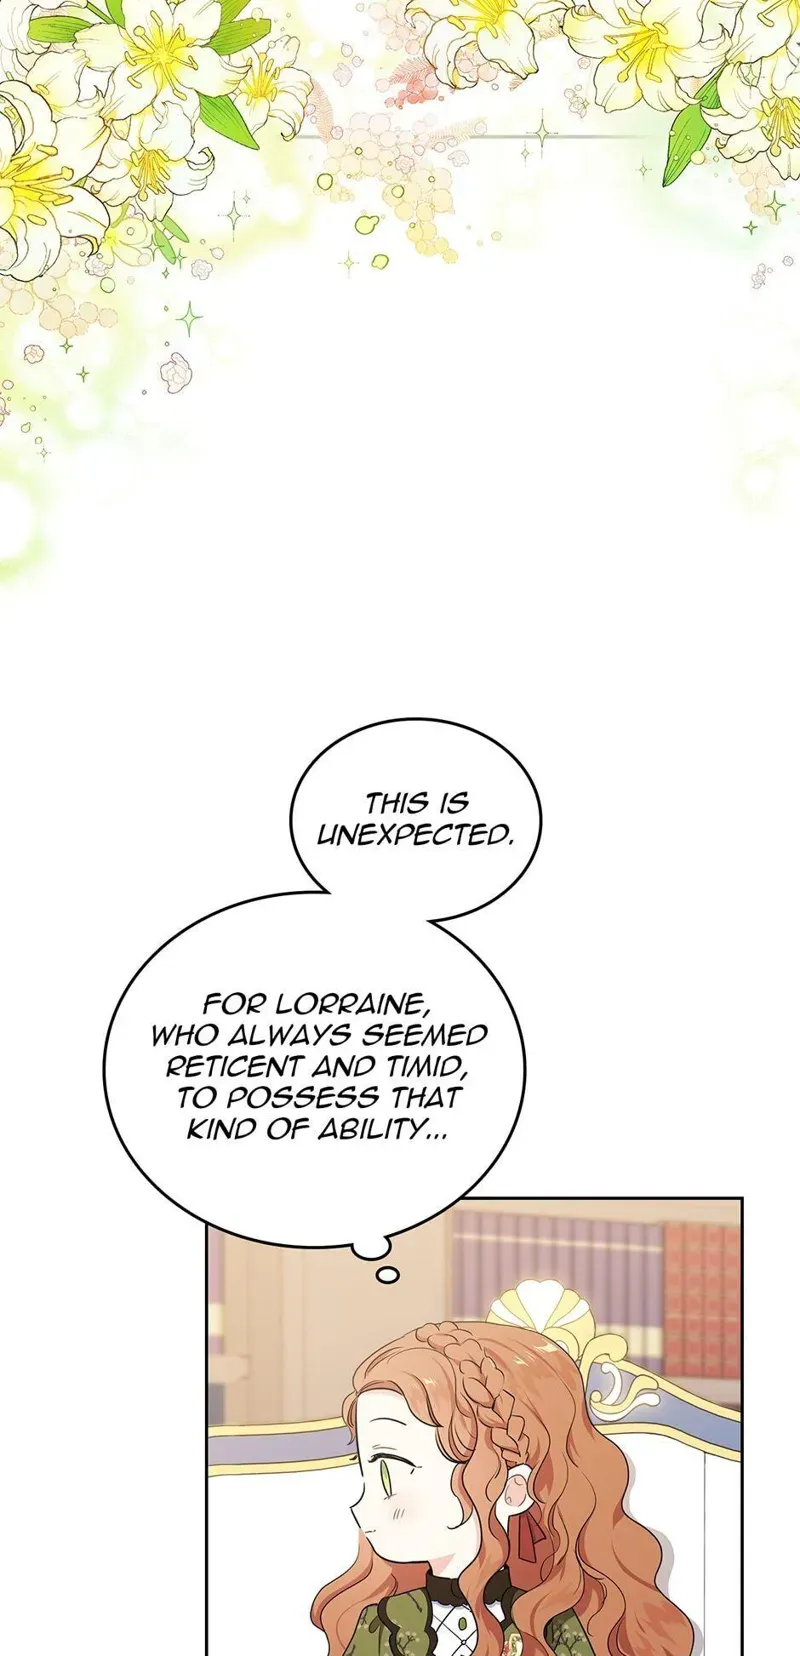 THIS IS
UNEXPECTED.
FOR LORRAINE,
WHO ALWAYS SEEMED
RETICENT AND TIMID,
TO POSSESS THAT
KIND OF ABILITY...